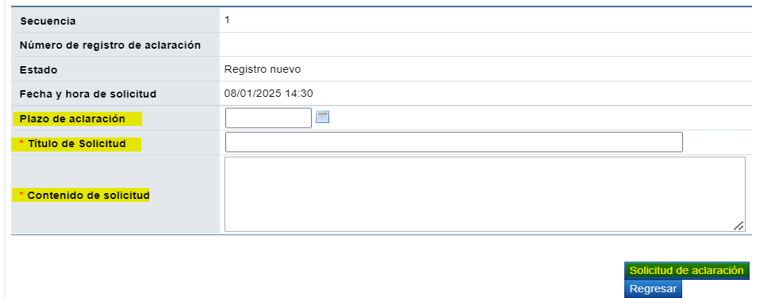 Secuencia 1
Número de registro de aclaración
Estado Registro nuevo
Fecha y hora de solicitud 08/01/2025 14:30
Plazo de aclaración
* Título de Solicitud
* Contenido de solicitud
Solicitud de aclaración
Regresar